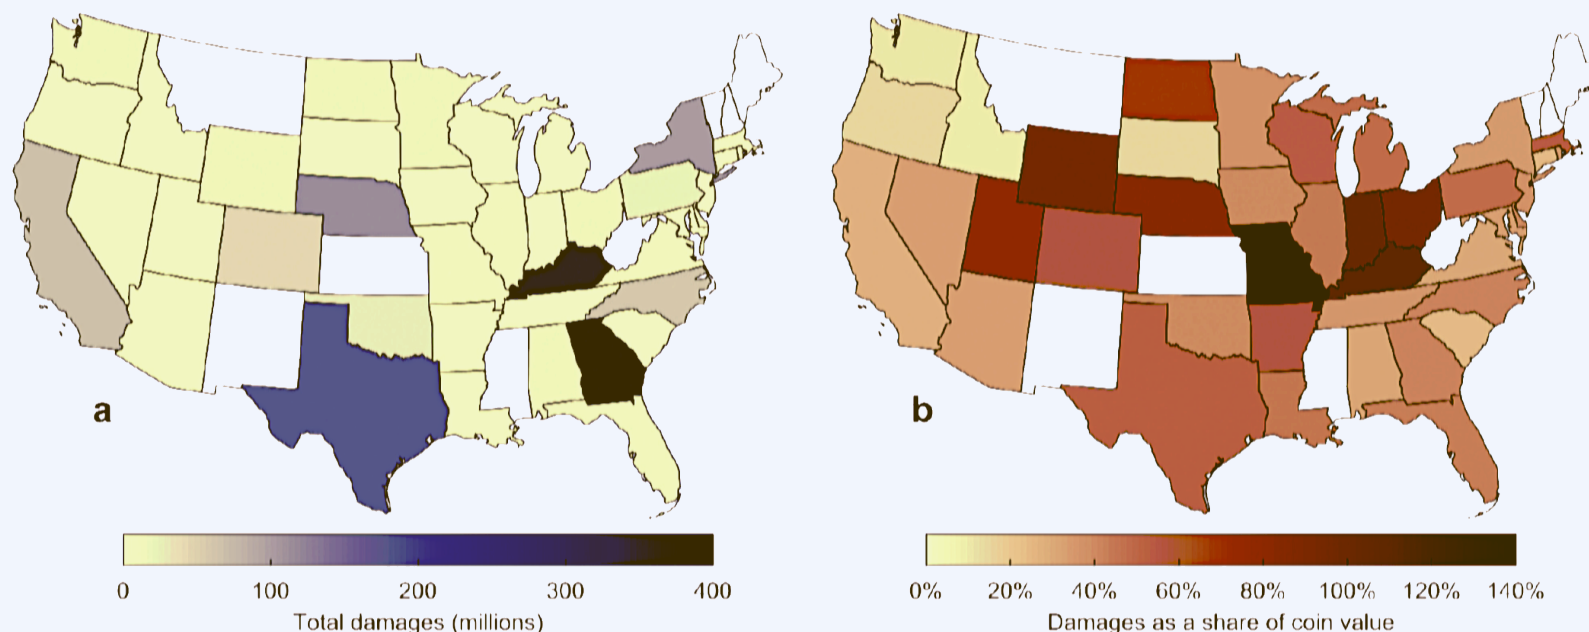 a
b
0 100 200 300 400
Total damages (millions)
0% 20% 40% 60% 80% 100% 120% 140%
Damages as a share of coin value